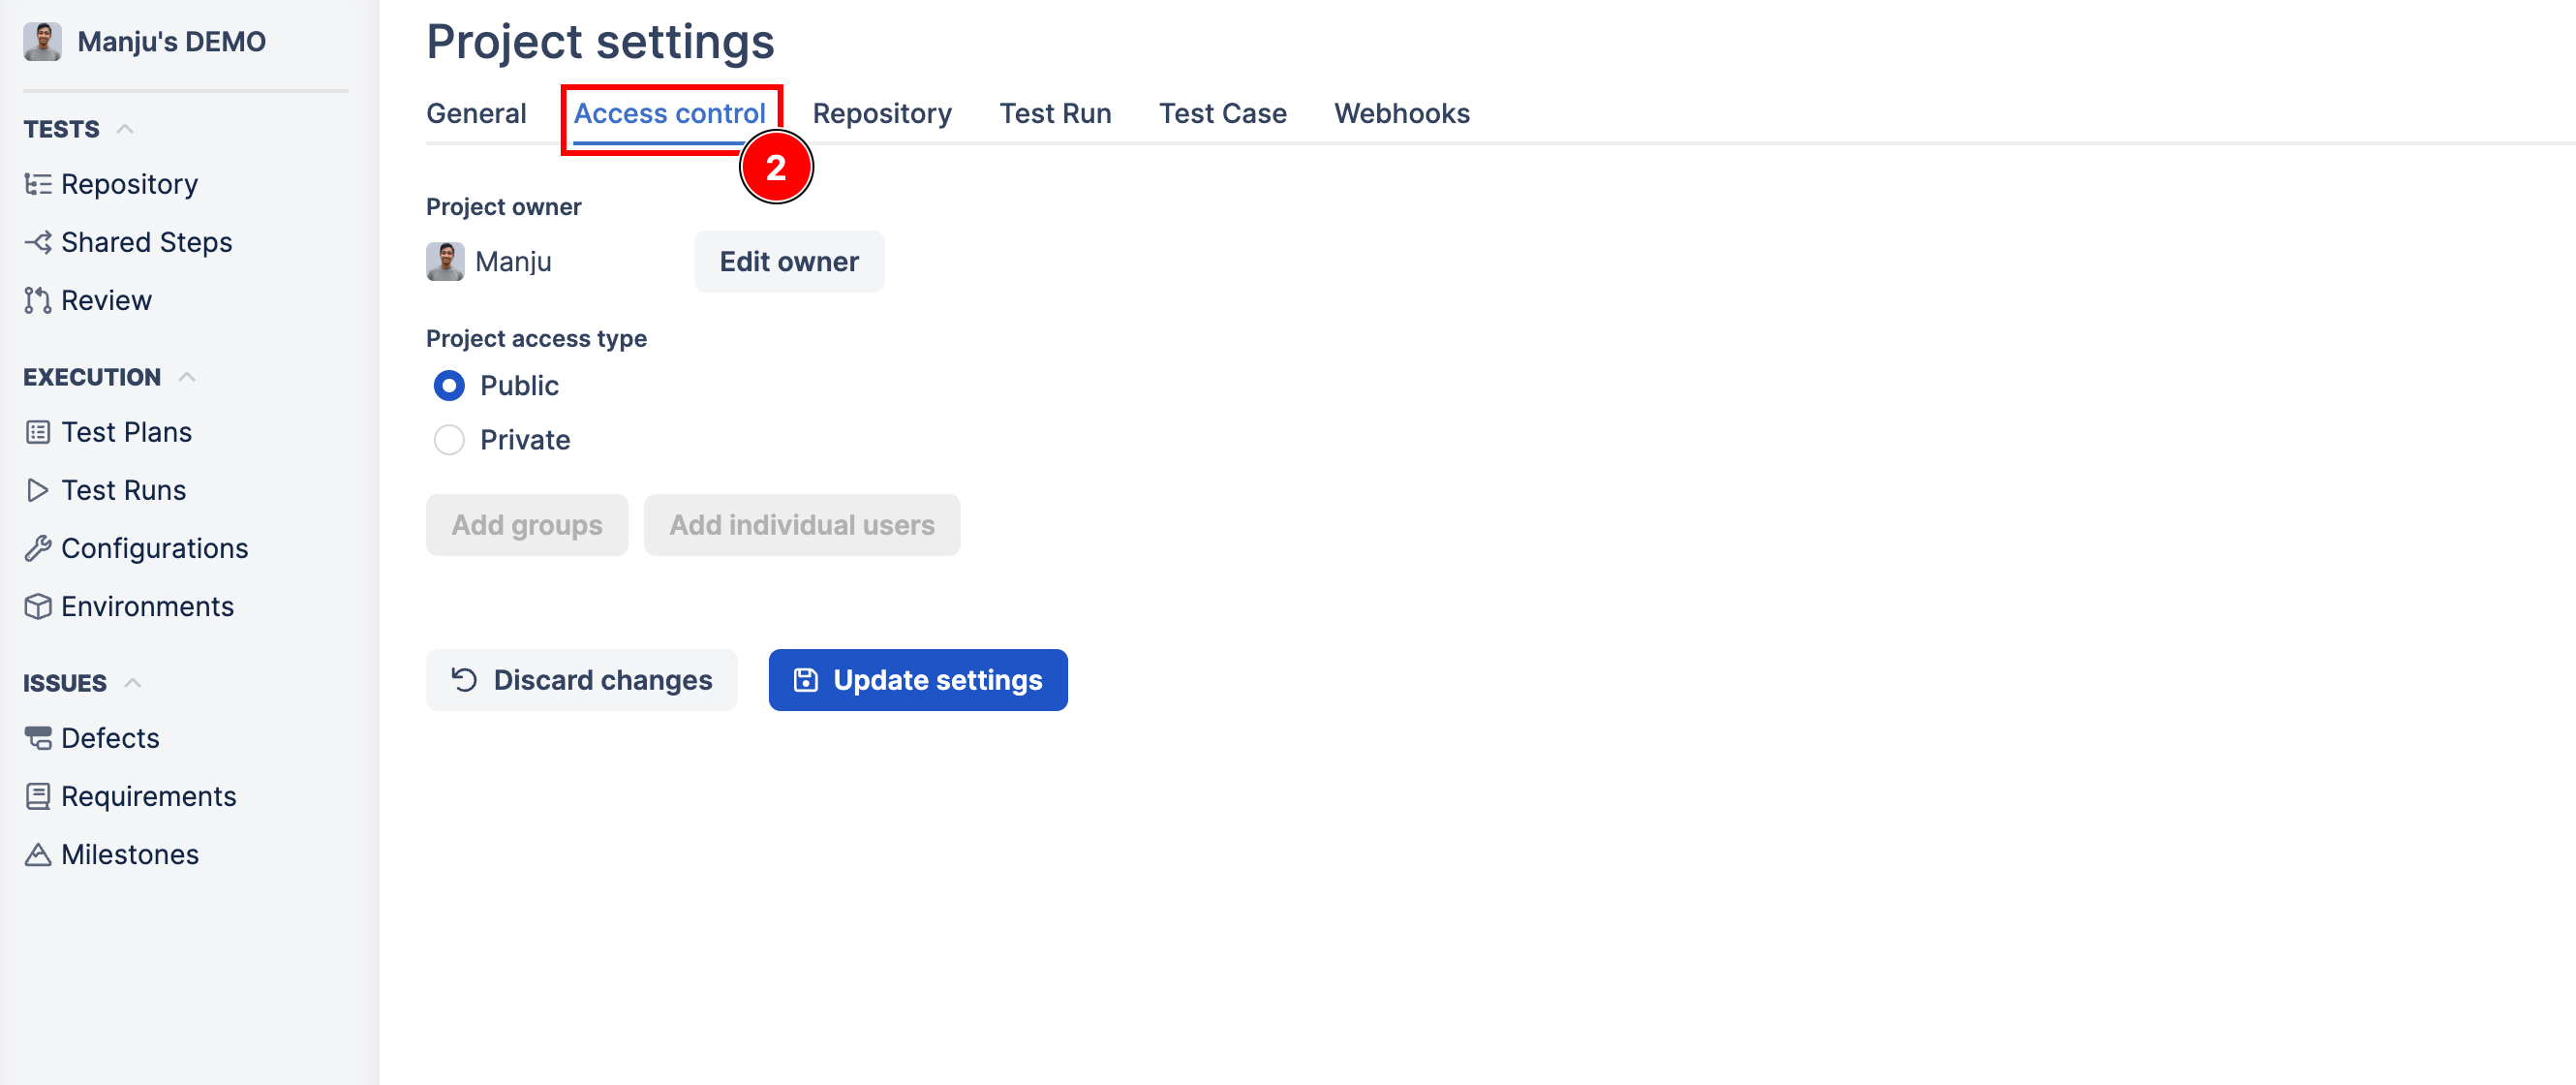 Manju's DEMO
TESTS
Repository
Shared Steps
Review
EXECUTION
Test Plans
Test Runs
Configurations
Environments
ISSUES
Defects
Requirements
Milestones
Project settings
General Access control Repository Test Run Test Case Webhooks
2
Project owner
Manju Edit owner
Project access type
Public
Private
Add groups Add individual users
Discard changes Update settings